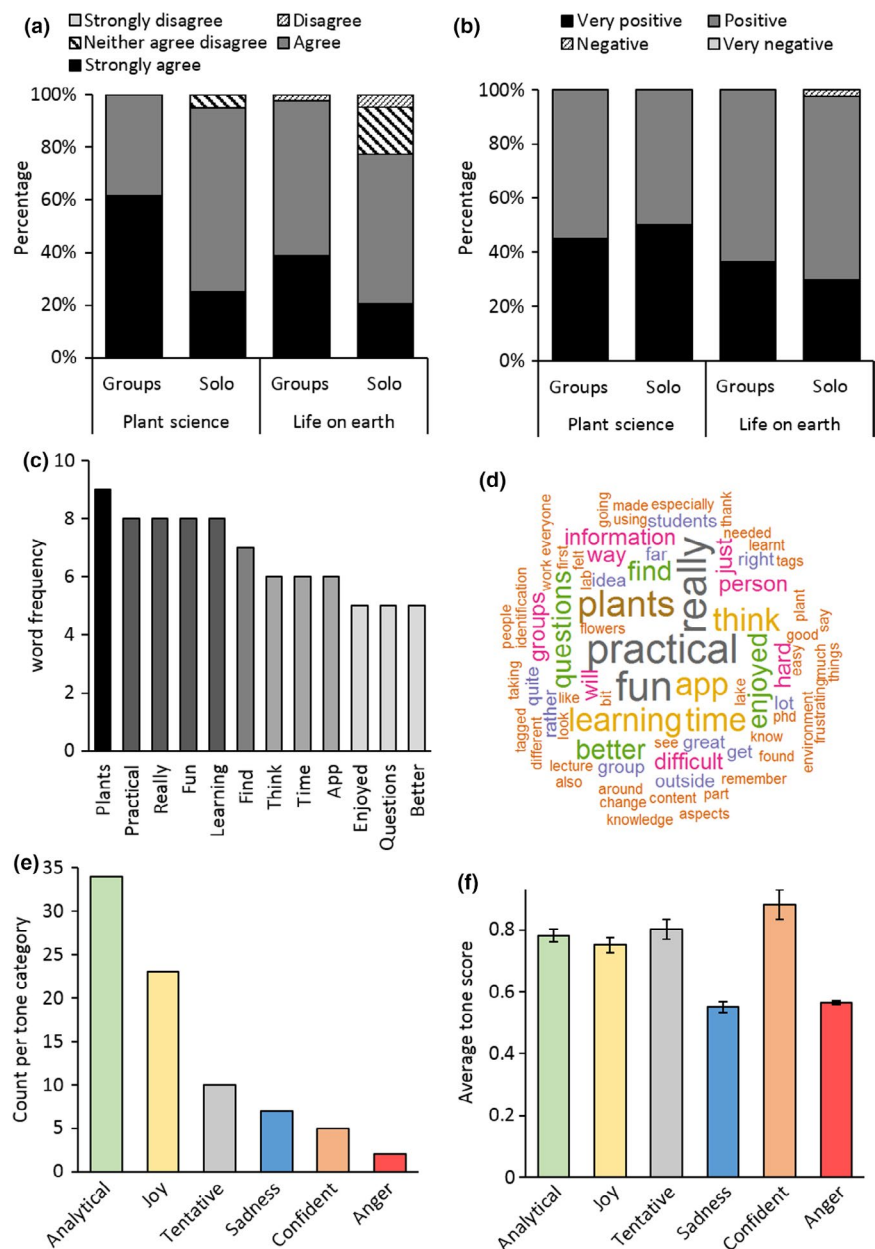 (a)
Strongly disagree Disagree
Neither agree disagree Agree
Strongly agree
100%
80%
60%
40%
20%
0%
Percentage
Groups Solo Groups Solo
Plant science Life on earth
(b)
Very positive Positive
Negative Very negative
100%
80%
60%
40%
20%
0%
Percentage
Groups Solo Groups Solo
Plant science Life on earth
(c)
10
8
6
4
2
0
word frequency
Plants
Practical
Really
Fun
Learning
Find
Think
Time
App
Enjoyed
Questions
Better
(d)
going
made
especially
using
students
thank
needed
learnt
work
everyone
first
felt
information
way
far
really
just
right
tags
lab
idea
find
person
people
identification
groups
questions
plants
think
plant
flowers
good
say
practical
enjoyed
hard
easy
much
things
taking
quite
will
bit
fun
app
lake
lot
frustrating
tagged
different
rather
like
look
learning
time
phd
environment
know
better
see
great
get
found
lecture
also
group
difficult
outside
remember
around
change
content
part
knowledge
aspects
(e)
35
30
25
20
15
10
5
0
Count per tone category
Analytical
Joy
Tentative
Sadness
Confident
Anger
(f)
0.8
0.6
0.4
0.2
0
Average tone score
Analytical
Joy
Tentative
Sadness
Confident
Anger